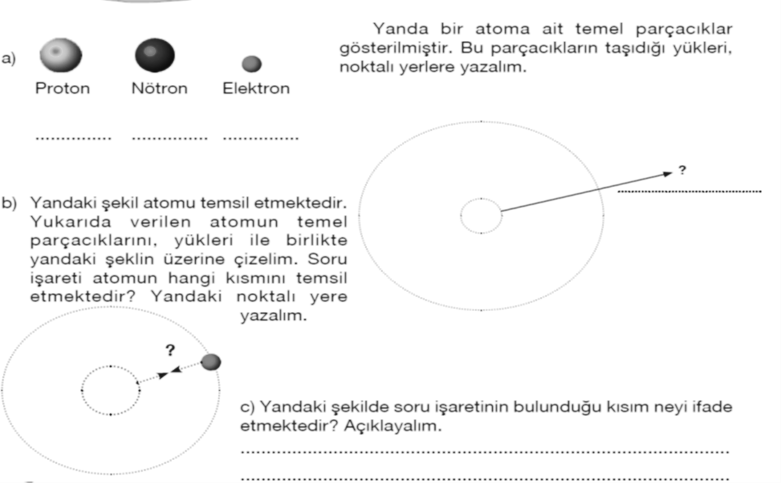 Yanda bir atoma ait temel parçacıklar
gösterilmiştir. Bu parçacıkların taşıdığı yükleri,
noktalı yerlere yazalım.
a)
Proton Nötron Elektron
.............. .............. ..............
?
b) Yandaki şekil atomu temsil etmektedir.
Yukarıda verilen atomun temel
parçacıklarını, yükleri ile birlikte
yandaki şeklin üzerine çizelim. Soru
işareti atomun hangi kısmını temsil
etmektedir? Yandaki noktalı yere
yazalım.
?
c) Yandaki şekilde soru işaretinin bulunduğu kısım neyi ifade
etmektedir? Açıklayalım.